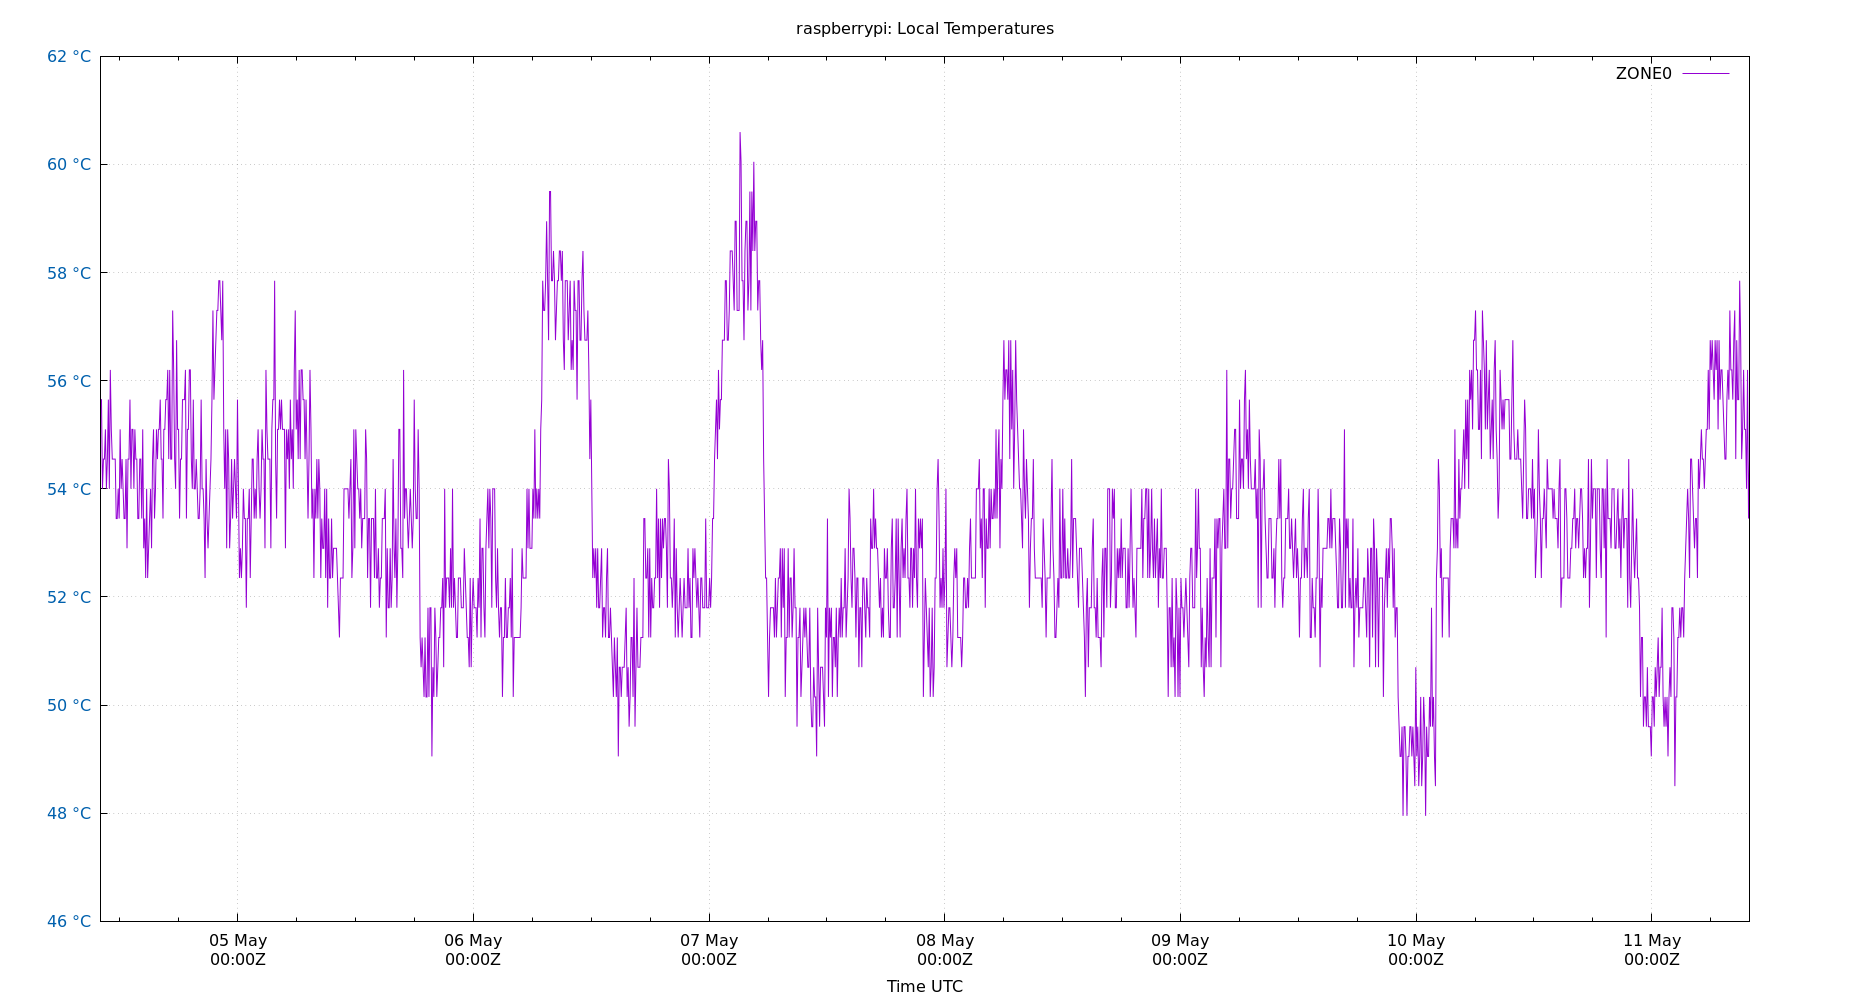 raspberrypi: Local Temperatures
ZONE0
62 °C
60 °C
58 °C
56 °C
54 °C
52 °C
50 °C
48 °C
46 °C
05 May 06 May 07 May 08 May 09 May 10 May 11 May
00:00Z 00:00Z 00:00Z 00:00Z 00:00Z 00:00Z 00:00Z
Time UTC